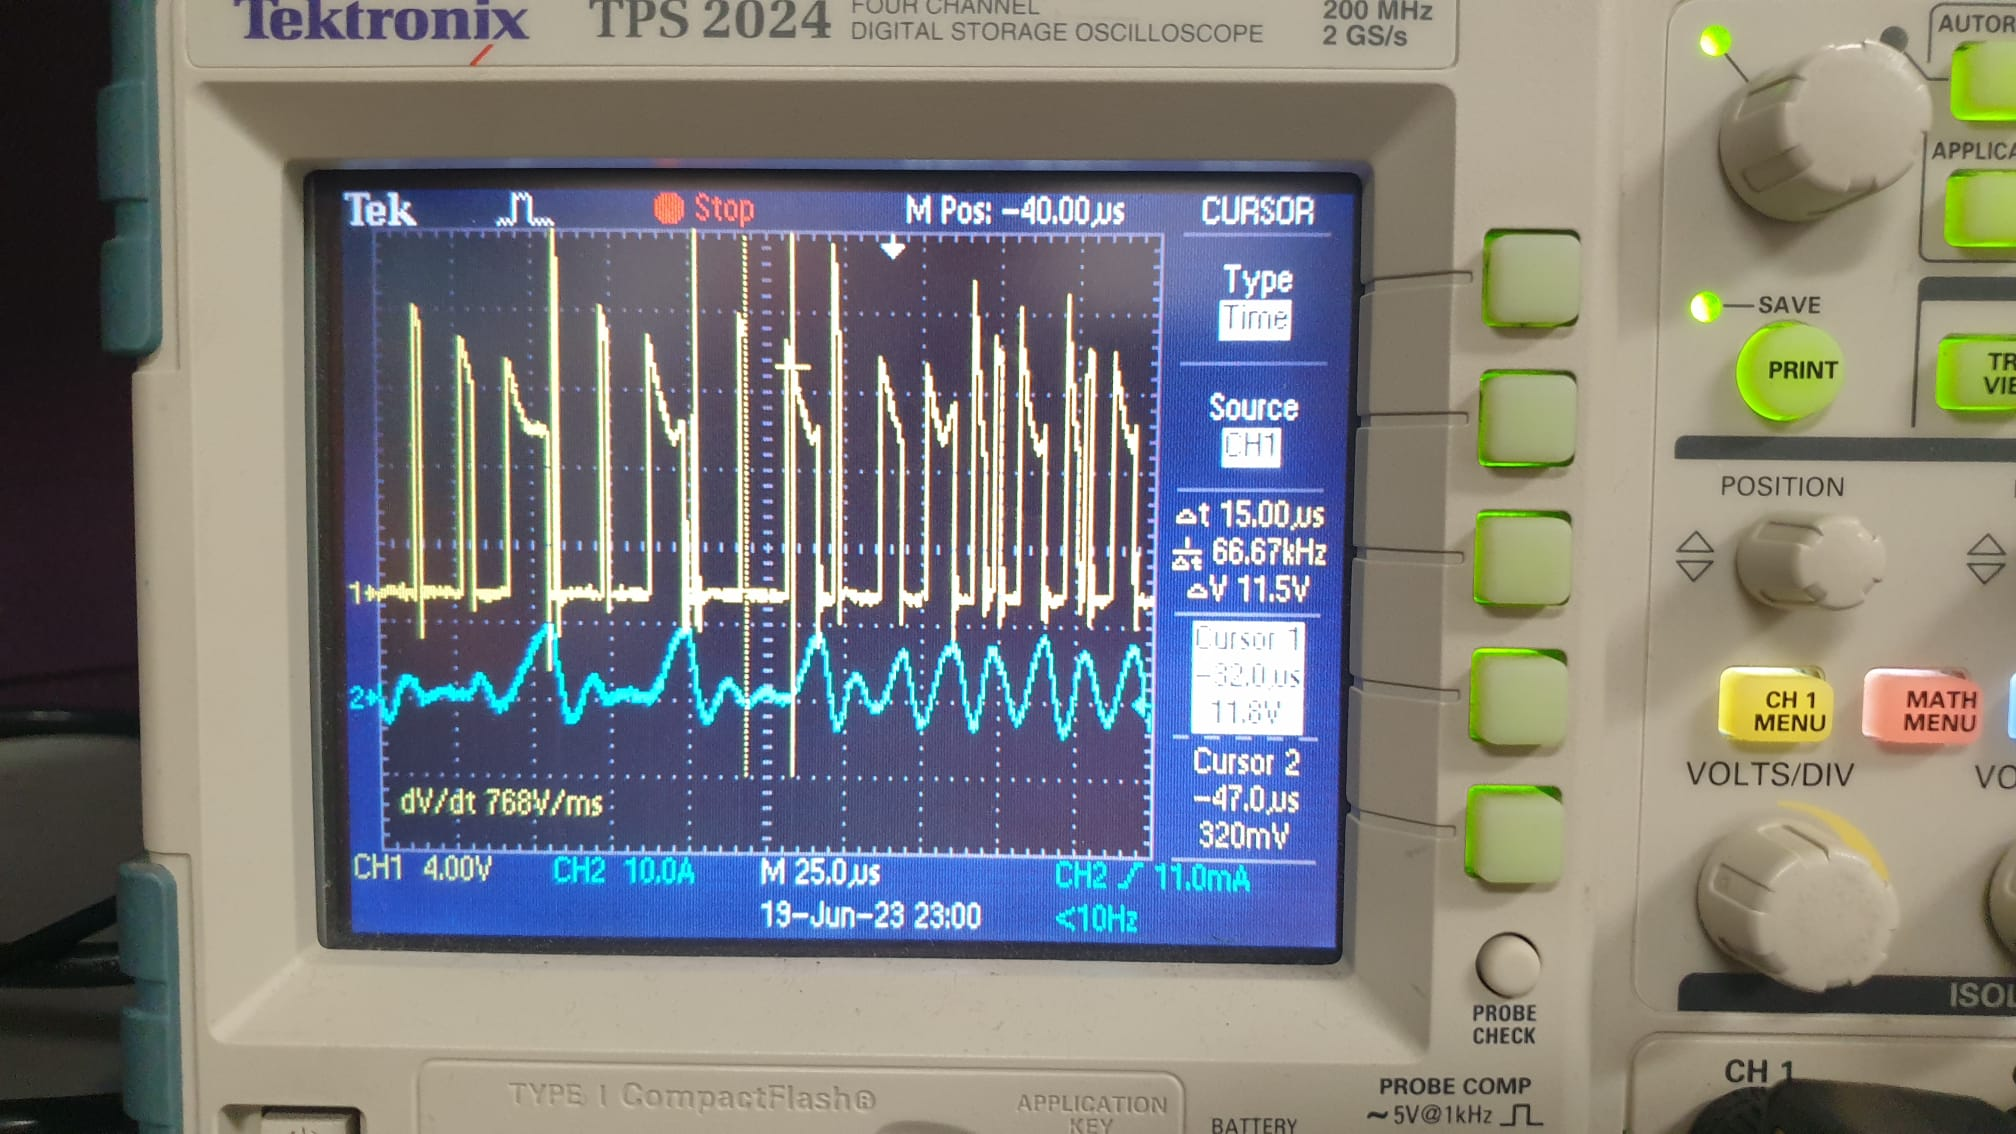 Tektronix TPS 2024 FOUR CHANNEL 200 MHz
DIGITAL STORAGE OSCILLOSCOPE 2 GS/s
Tek Stop M Pos: -40.00µs CURSOR
Type
Time
Source
CH1
Δt 15.00µs
1/Δt 66.67kHz
ΔV 11.5V
Cursor 1
-32.0µs
11.8V
Cursor 2
-47.0µs
320mV
1
2
dV/dt 768V/ms
CH1 4.00V CH2 10.0A M 25.0µs CH2 11.0mA
19-Jun-23 23:00 <10Hz
SAVE
PRINT
POSITION
CH 1
MENU
MATH
MENU
VOLTS/DIV
PROBE
CHECK
CH 1
TYPE I CompactFlash®
APPLICATION
KEY
BATTERY
PROBE COMP
~5V@1kHz